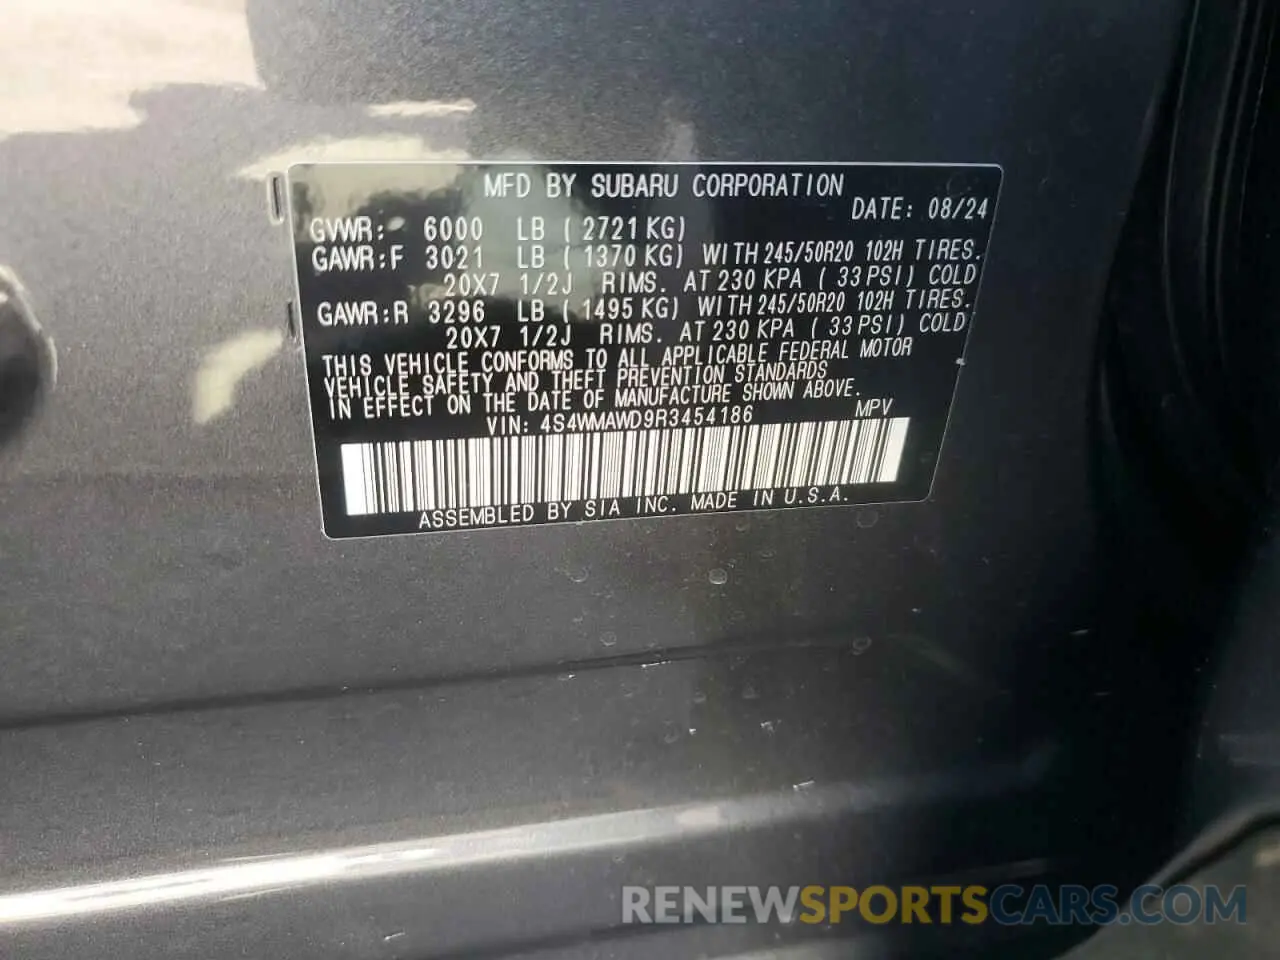 MFD BY SUBARU CORPORATION
DATE: 08/24
GVWR: 6000 LB ( 2721 KG)
GAWR:F 3021 LB ( 1370 KG) WITH 245/50R20 102H TIRES.
20X7 1/2J RIMS. AT 230 KPA ( 33 PSI) COLD
GAWR:R 3296 LB ( 1495 KG) WITH 245/50R20 102H TIRES.
20X7 1/2J RIMS. AT 230 KPA ( 33 PSI) COLD
THIS VEHICLE CONFORMS TO ALL APPLICABLE FEDERAL MOTOR
VEHICLE SAFETY AND THEFT PREVENTION STANDARDS
IN EFFECT ON THE DATE OF MANUFACTURE SHOWN ABOVE.
VIN: 4S4WMAWD9R3454186 MPV
ASSEMBLED BY SIA INC. MADE IN U.S.A.
RENEWSPORTSCARS.COM